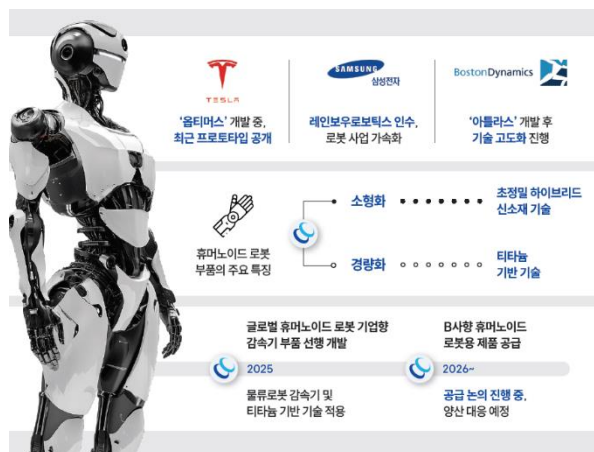 TESLA
'옵티머스' 개발 중,
최근 프로토타입 공개
SAMSUNG
삼성전자
레인보우로보틱스 인수,
로봇 사업 가속화
BostonDynamics
'아틀라스' 개발 후
기술 고도화 진행
휴머노이드 로봇
부품의 주요 특징
소형화
초정밀 하이브리드
신소재 기술
경량화
티타늄
기반 기술
글로벌 휴머노이드 로봇 기업향
감속기 부품 선행 개발
2025
물류로봇 감속기 및
티타늄 기반 기술 적용
B사향 휴머노이드
로봇용 제품 공급
2026~
공급 논의 진행 중,
양산 대응 예정